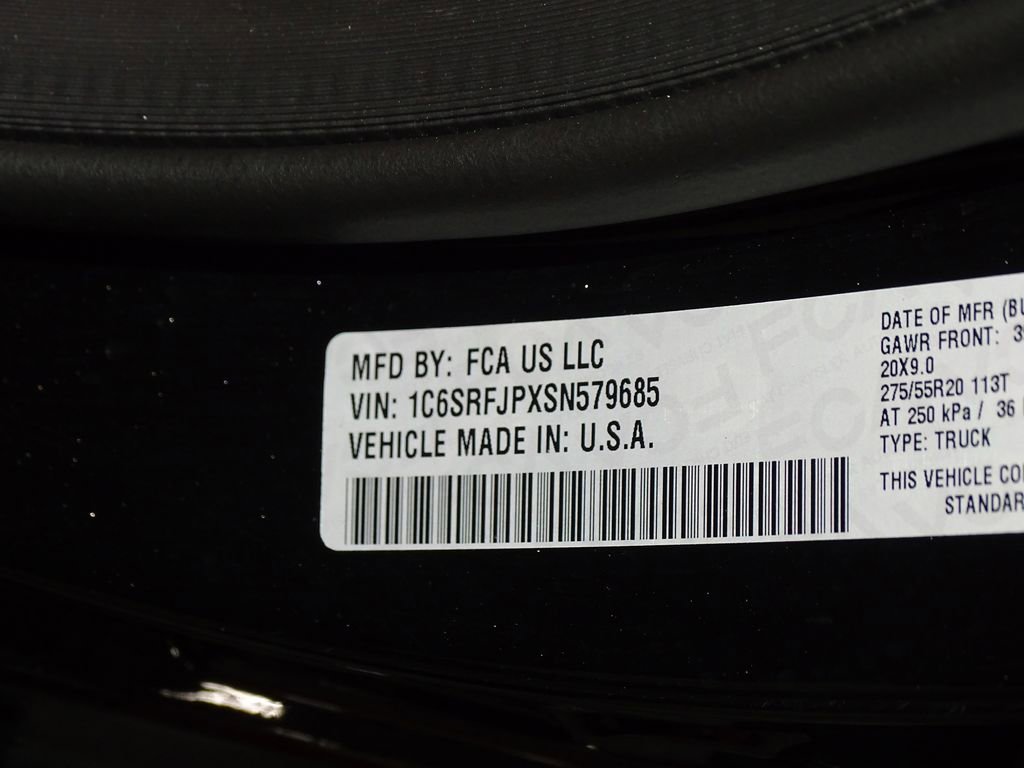 MFD BY: FCA US LLC
VIN: 1C6SRFJPXSN579685
VEHICLE MADE IN: U.S.A.
DATE OF MFR
GAWR FRONT:
20X9.0
275/55R20 113T
AT 250 kPa / 36
TYPE: TRUCK
THIS VEHICLE